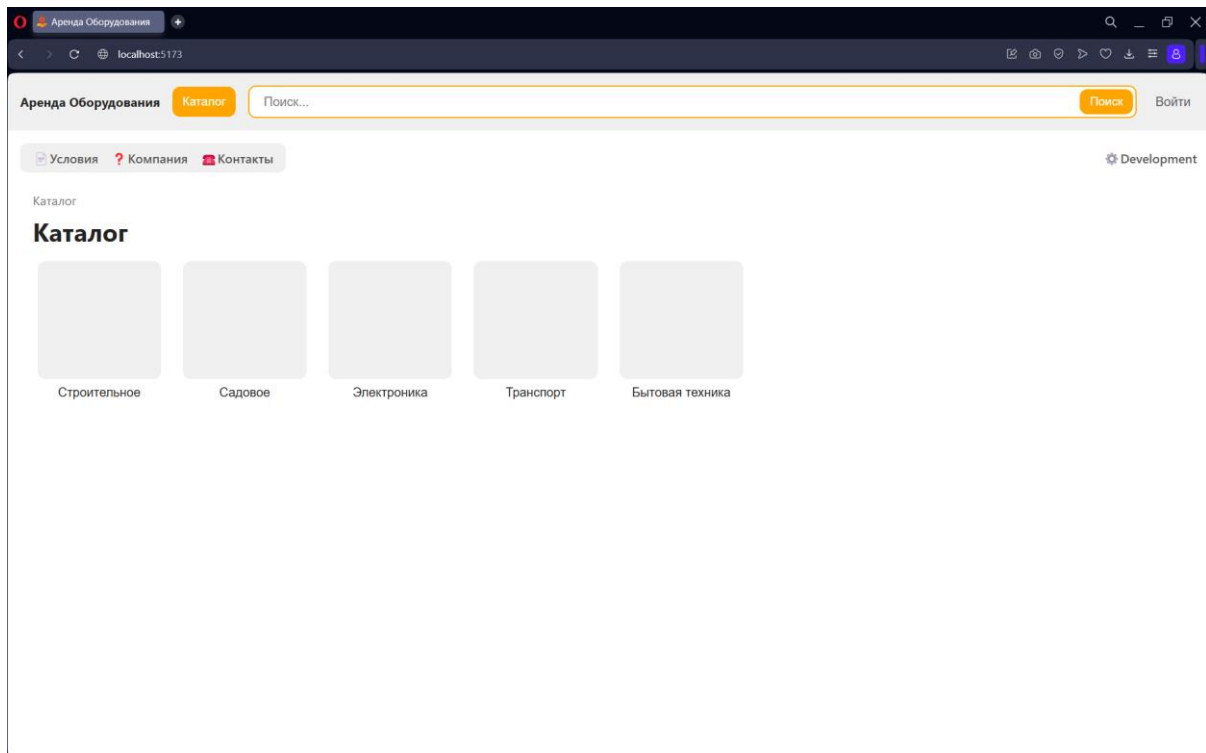 Аренда Оборудования
localhost:5173
Аренда Оборудования Каталог Поиск... Поиск Войти
Условия Компания Контакты Development
Каталог
Каталог
Строительное Садовое Электроника Транспорт Бытовая техника